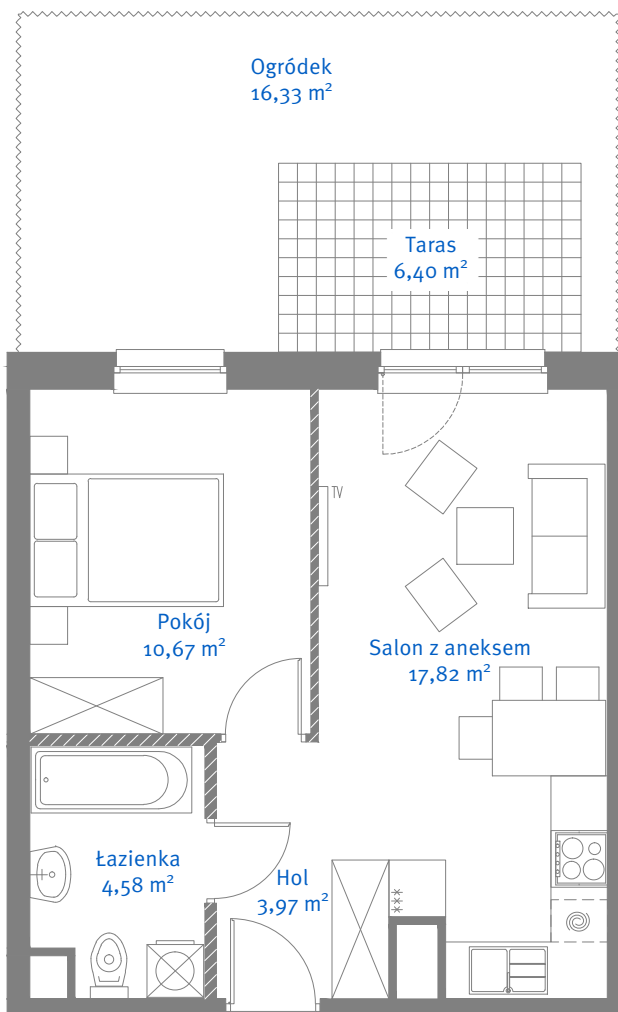 Ogródek
16,33 m²
Taras
6,40 m²
TV
Pokój
10,67 m²
Salon z aneksem
17,82 m²
Łazienka
4,58 m²
Hol
3,97 m²